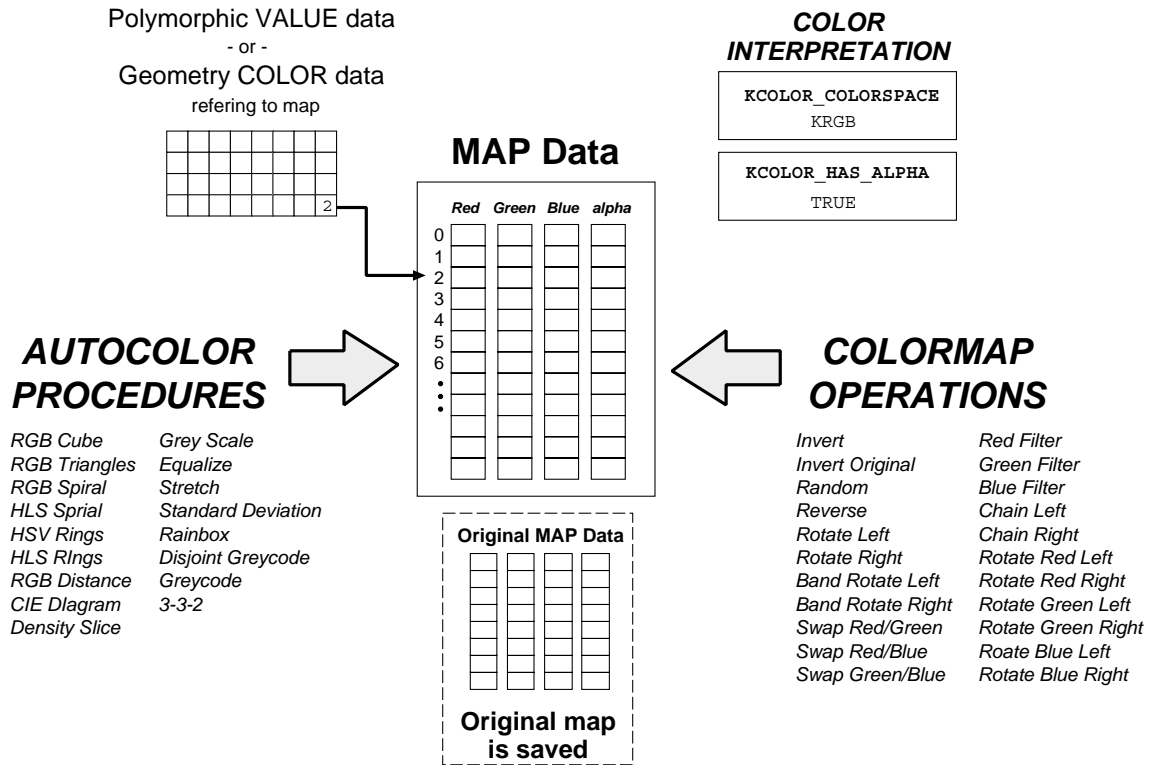 Polymorphic VALUE data
- or -
Geometry COLOR data
refering to map
2
COLOR
INTERPRETATION
KCOLOR_COLORSPACE
KRGB
KCOLOR_HAS_ALPHA
TRUE
MAP Data
Red Green Blue alpha
0
1
2
3
4
5
6
AUTOCOLOR
PROCEDURES
RGB Cube
RGB Triangles
RGB Spiral
HLS Sprial
HSV Rings
HLS RIngs
RGB Distance
CIE DIagram
Density Slice
Grey Scale
Equalize
Stretch
Standard Deviation
Rainbox
Disjoint Greycode
Greycode
3-3-2
COLORMAP
OPERATIONS
Invert
Invert Original
Random
Reverse
Rotate Left
Rotate Right
Band Rotate Left
Band Rotate Right
Swap Red/Green
Swap Red/Blue
Swap Green/Blue
Red Filter
Green Filter
Blue Filter
Chain Left
Chain Right
Rotate Red Left
Rotate Red Right
Rotate Green Left
Rotate Green Right
Roate Blue Left
Rotate Blue Right
Original MAP Data
Original map
is saved